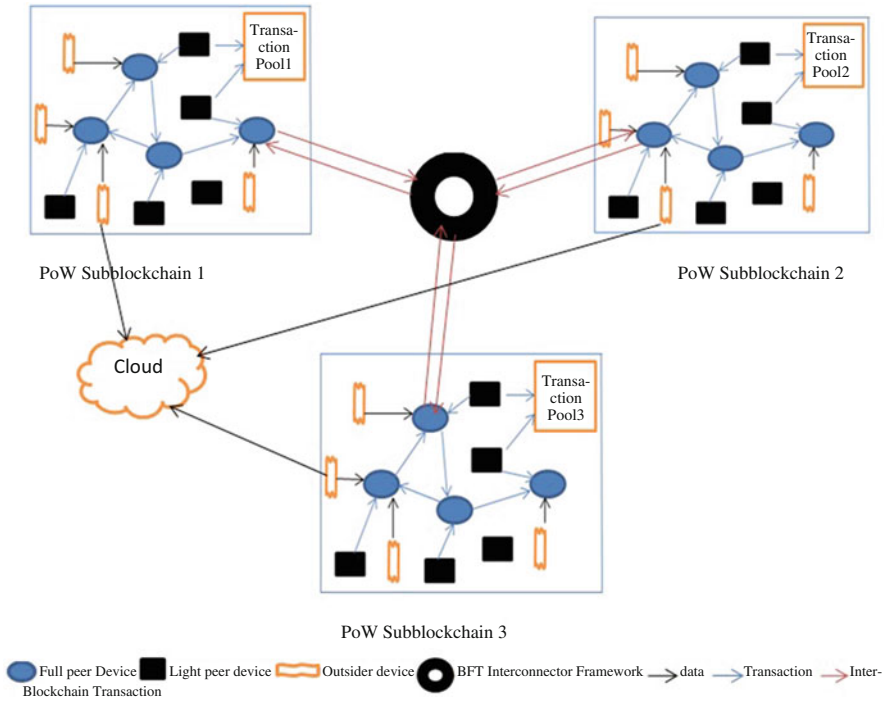 Transa-
ction
Pool1
Transa-
ction
Pool2
PoW Subblockchain 1
PoW Subblockchain 2
Cloud
Transa-
ction
Pool3
PoW Subblockchain 3
Full peer Device Light peer device Outsider device BFT Interconnector Framework data Transaction Inter-
Blockchain Transaction